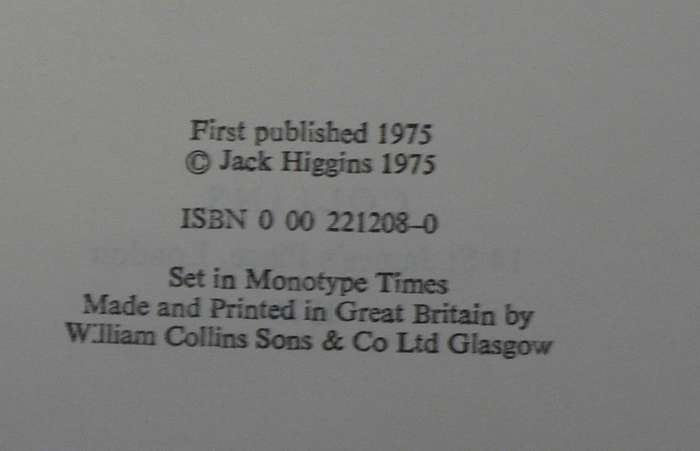 First published 1975
© Jack Higgins 1975
ISBN 0 00 221208–0
Set in Monotype Times
Made and Printed in Great Britain by
William Collins Sons & Co Ltd Glasgow